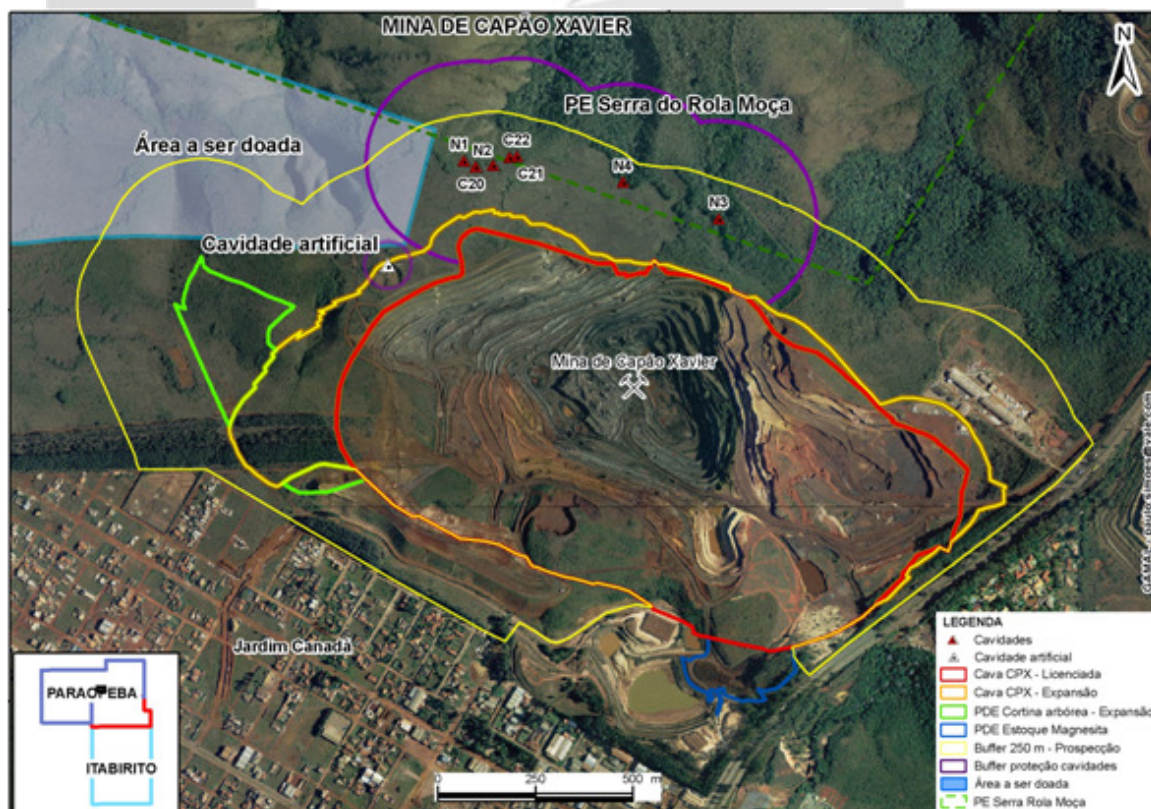 MINA DE CAPÃO XAVIER
N
PE Serra do Rola Moça
Área a ser doada
N1
N2
C22
C20
C21
N4
N3
Cavidade artificial
Mina de Capão Xavier
Jardim Canadá
PARAOPEBA
ITABIRITO
0 250 500 m
LEGENDA
Cavidades
Cavidade artificial
Cava CPX - Licenciada
Cava CPX - Expansão
PDE Cortina arbórea - Expansão
PDE Estoque Magnesita
Buffer 250 m - Prospecção
Buffer proteção cavidades
Área a ser doada
PE Serra Rola Moça